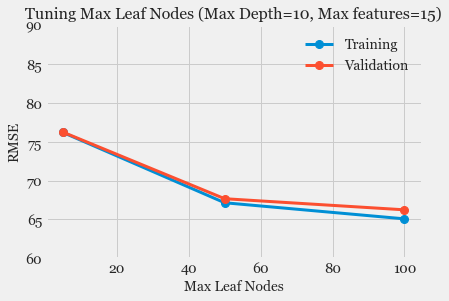 Tuning Max Leaf Nodes (Max Depth=10, Max features=15)
90
85
80
75
70
65
60
RMSE
Training
Validation
20 40 60 80 100
Max Leaf Nodes